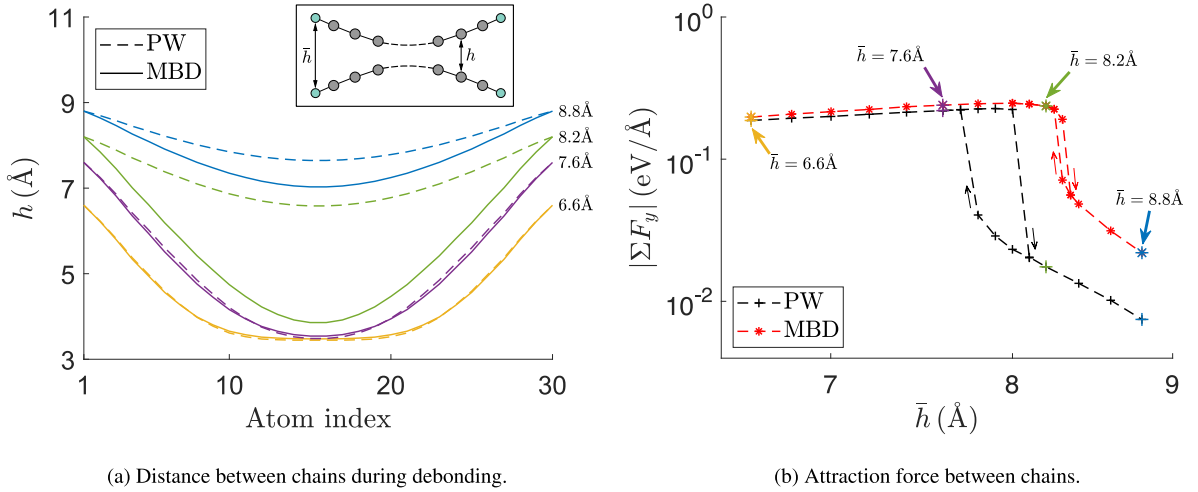 11
9
7
5
3
h (Å)
PW
MBD
h̄
h
8.8Å
8.2Å
7.6Å
6.6Å
1
10
20
30
Atom index
(a) Distance between chains during debonding.
10⁰
10⁻¹
10⁻²
|ΣF_y| (eV/Å)
h̄ = 7.6Å
h̄ = 8.2Å
h̄ = 6.6Å
h̄ = 8.8Å
PW
MBD
7
8
9
h̄ (Å)
(b) Attraction force between chains.